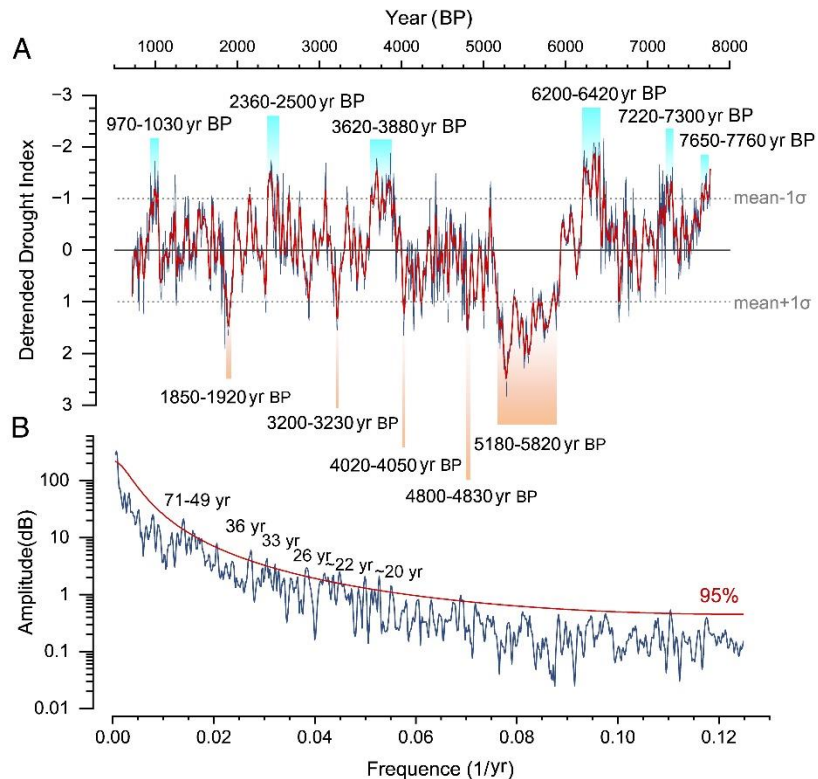 Year (BP)
A
1000 2000 3000 4000 5000 6000 7000 8000
Detrended Drought Index
-3
-2
-1
0
1
2
3
970-1030 yr BP
2360-2500 yr BP
3620-3880 yr BP
6200-6420 yr BP
7220-7300 yr BP
7650-7760 yr BP
mean-1σ
mean+1σ
1850-1920 yr BP
3200-3230 yr BP
4020-4050 yr BP
4800-4830 yr BP
5180-5820 yr BP
B
Amplitude(dB)
100
10
1
0.1
0.01
71-49 yr
36 yr
33 yr
26 yr
~22 yr
~20 yr
95%
0.00 0.02 0.04 0.06 0.08 0.10 0.12
Frequence (1/yr)